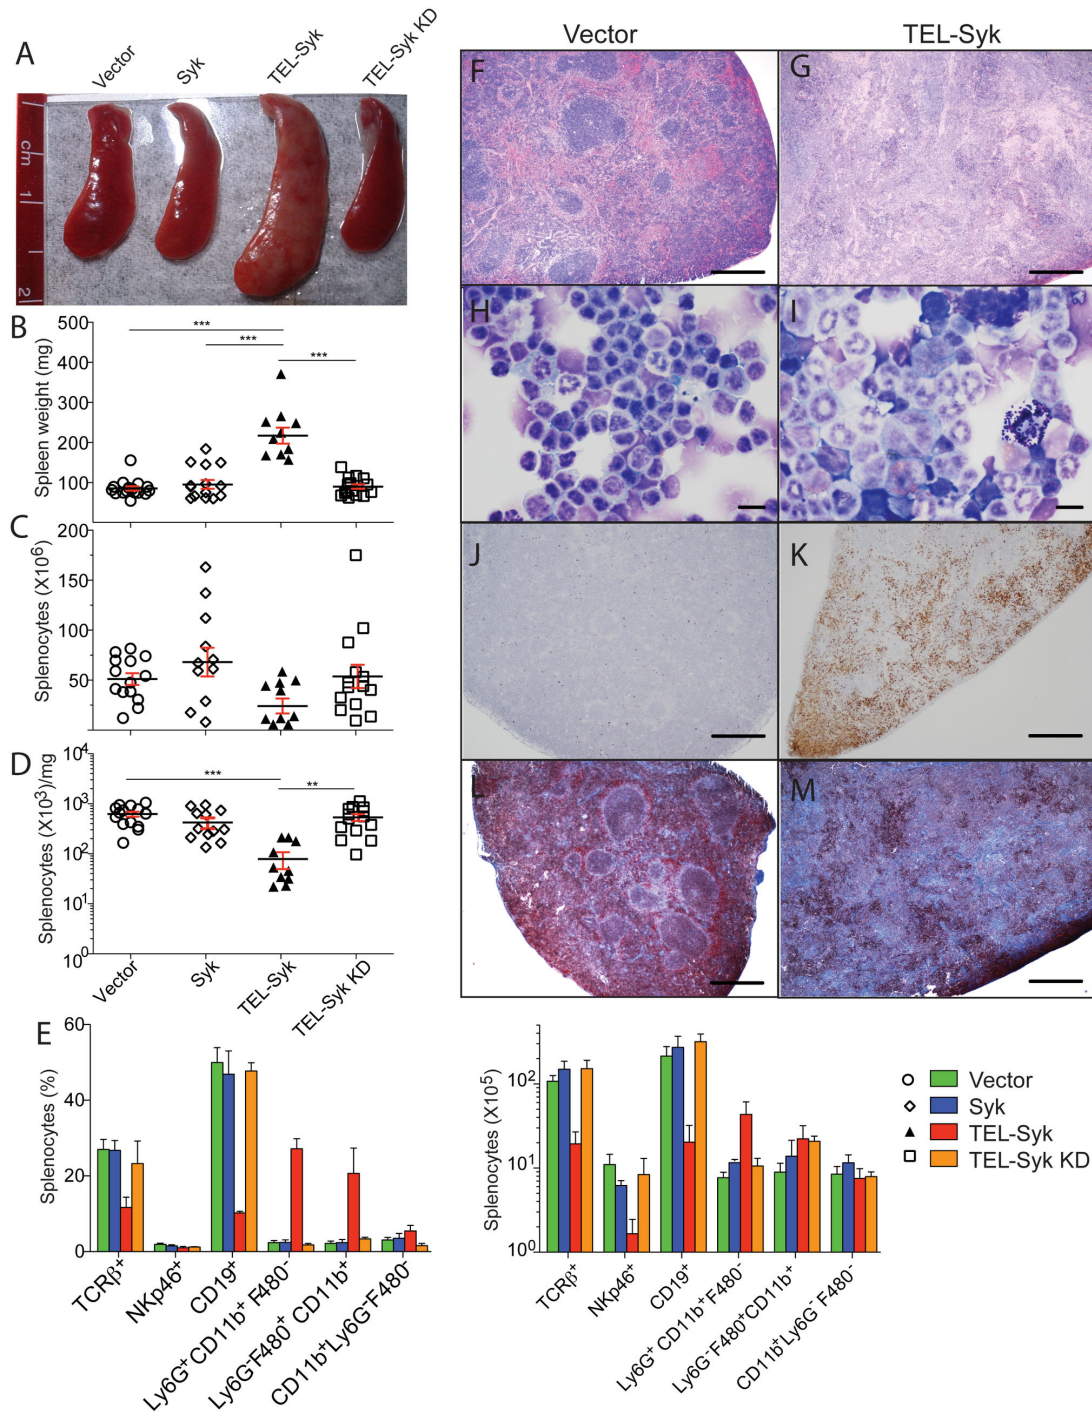 Vector
TEL-Syk
A
Vector
Syk
TEL-Syk
TEL-Syk KD
cm
1
2
B
Spleen weight (mg)
500
400
300
200
100
***
***
***
C
Splenocytes (X10⁶)
200
150
100
50
D
Splenocytes (X10³)/mg
10⁴
10³
10²
10¹
10⁰
***
**
Vector
Syk
TEL-Syk
TEL-Syk KD
F
G
H
I
J
K
L
M
E
Splenocytes (%)
60
40
20
0
TCRβ⁺
NKp46⁺
CD19⁺
Ly6G⁺CD11b⁺F480⁻
Ly6G⁻F480⁺CD11b⁺
CD11b⁺Ly6G⁻F480⁻
Splenocytes (X10⁵)
10²
10¹
10⁰
TCRβ⁺
NKp46⁺
CD19⁺
Ly6G⁺CD11b⁺F480⁻
Ly6G⁻F480⁺CD11b⁺
CD11b⁺Ly6G⁻F480⁻
Vector
Syk
TEL-Syk
TEL-Syk KD